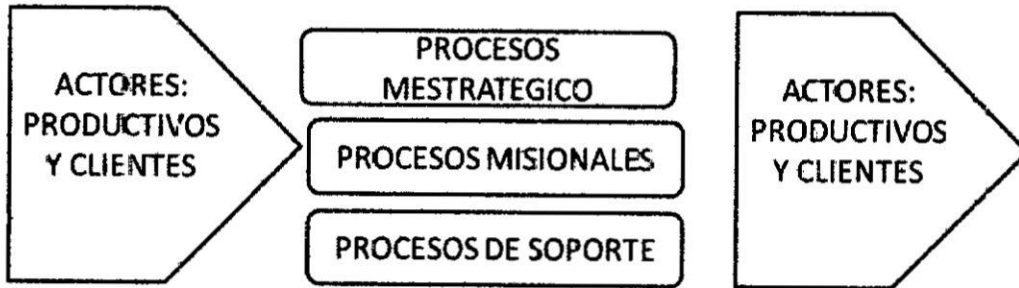 ACTORES:
PRODUCTIVOS
Y CLIENTES
PROCESOS
MESTRATEGICO
PROCESOS MISIONALES
PROCESOS DE SOPORTE
ACTORES:
PRODUCTIVOS
Y CLIENTES